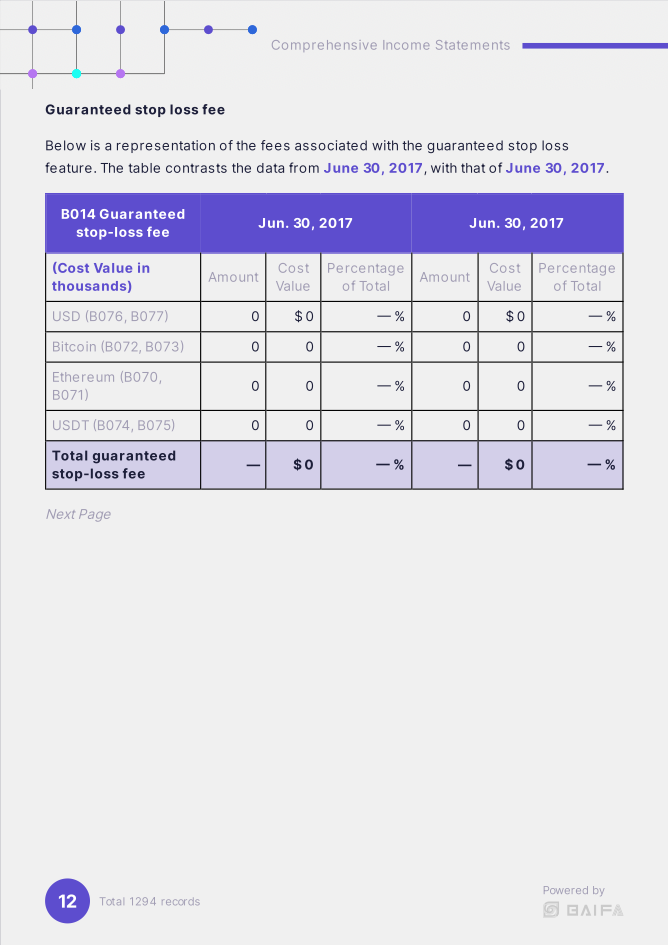 Comprehensive Income Statements
Guaranteed stop loss fee
Below is a representation of the fees associated with the guaranteed stop loss
feature. The table contrasts the data from June 30, 2017, with that of June 30, 2017.
B014 Guaranteed
stop-loss fee
Jun. 30, 2017
Jun. 30, 2017
(Cost Value in
thousands)
Amount
Cost
Value
Percentage
of Total
Amount
Cost
Value
Percentage
of Total
USD (B076, B077) 0 $ 0 — % 0 $ 0 — %
Bitcoin (B072, B073) 0 0 — % 0 0 — %
Ethereum (B070,
B071) 0 0 — % 0 0 — %
USDT (B074, B075) 0 0 — % 0 0 — %
Total guaranteed
stop-loss fee — $ 0 — % — $ 0 — %
Next Page
12 Total 1294 records
Powered by
BAIFA